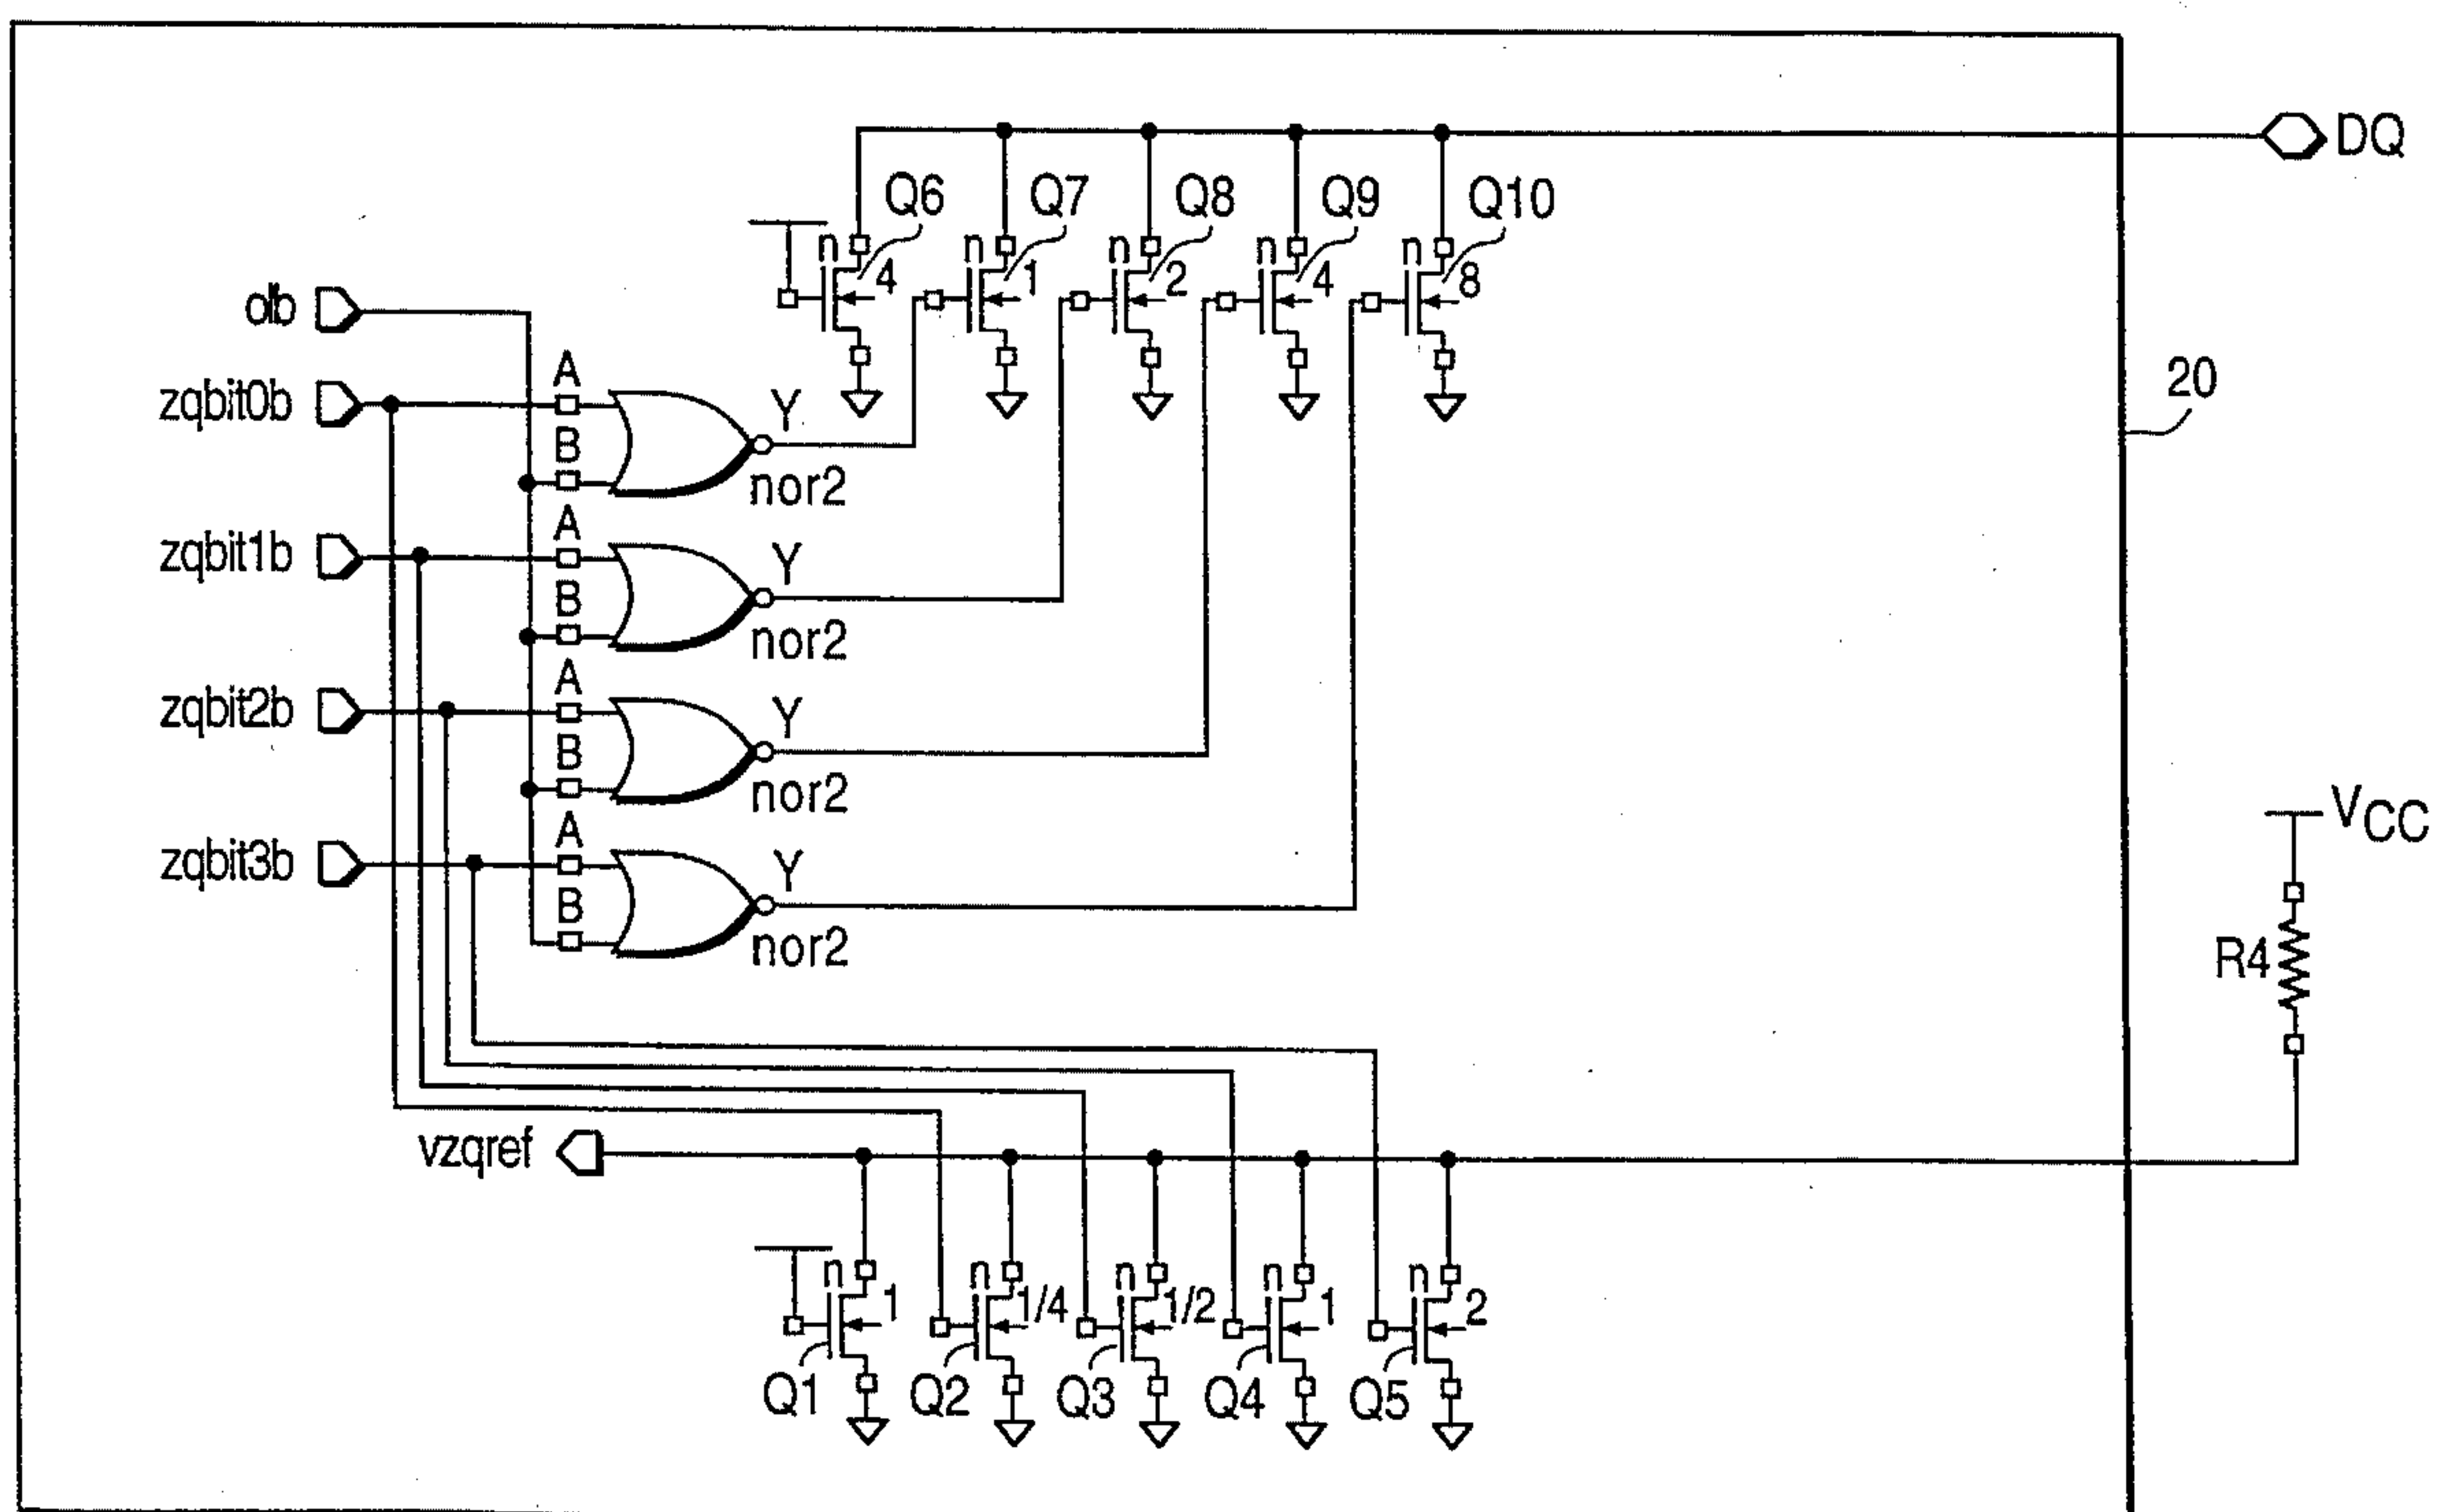 DQ
Q6 Q7 Q8 Q9 Q10
n 4 n 1 n 2 n 4 n 8
olb
zqbit0b
A
B
Y
nor2
20
zqbit1b
A
B
Y
nor2
zqbit2b
A
B
Y
nor2
zqbit3b
A
B
Y
nor2
VCC
R4
vzqref
n 1 n 1/4 n 1/2 n 1 n 2
Q1 Q2 Q3 Q4 Q5